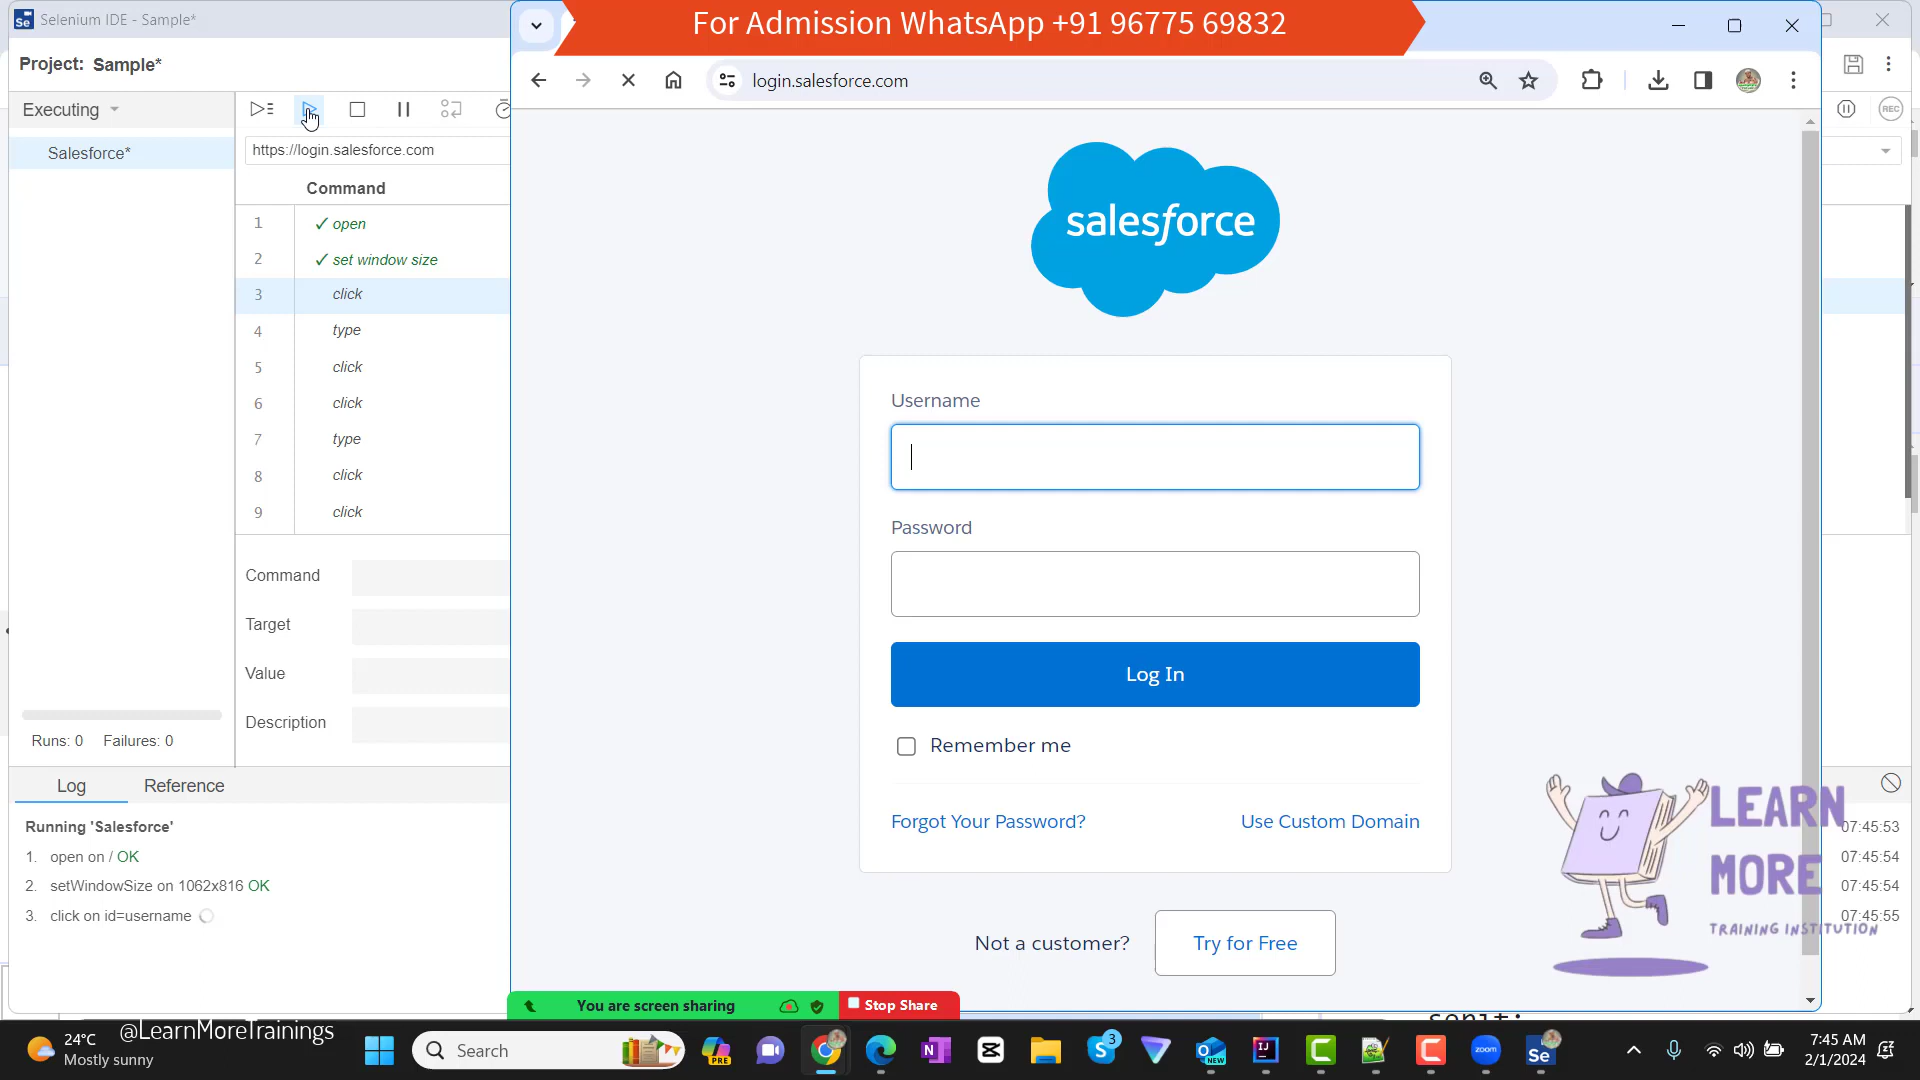 Selenium IDE - Sample*
For Admission WhatsApp +91 96775 69832
Project: Sample*
login.salesforce.com
Executing
REC
Salesforce*
https://login.salesforce.com
Command
1 ✓ open
2 ✓ set window size
3 click
4 type
5 click
6 click
7 type
8 click
9 click
salesforce
Username
Password
Log In
Remember me
Forgot Your Password?
Use Custom Domain
Not a customer?
Try for Free
Command
Target
Value
Description
Runs: 0 Failures: 0
Log
Reference
Running 'Salesforce'
07:45:53
1. open on / OK
07:45:54
2. setWindowSize on 1062x816 OK
07:45:54
3. click on id=username
07:45:55
LEARN
MORE
TRAINING INSTITUTION
You are screen sharing
Stop Share
24°C
Mostly sunny
@LearnMoreTrainings
Search
PRE
3
NEW
zoom
Se
7:45 AM
2/1/2024